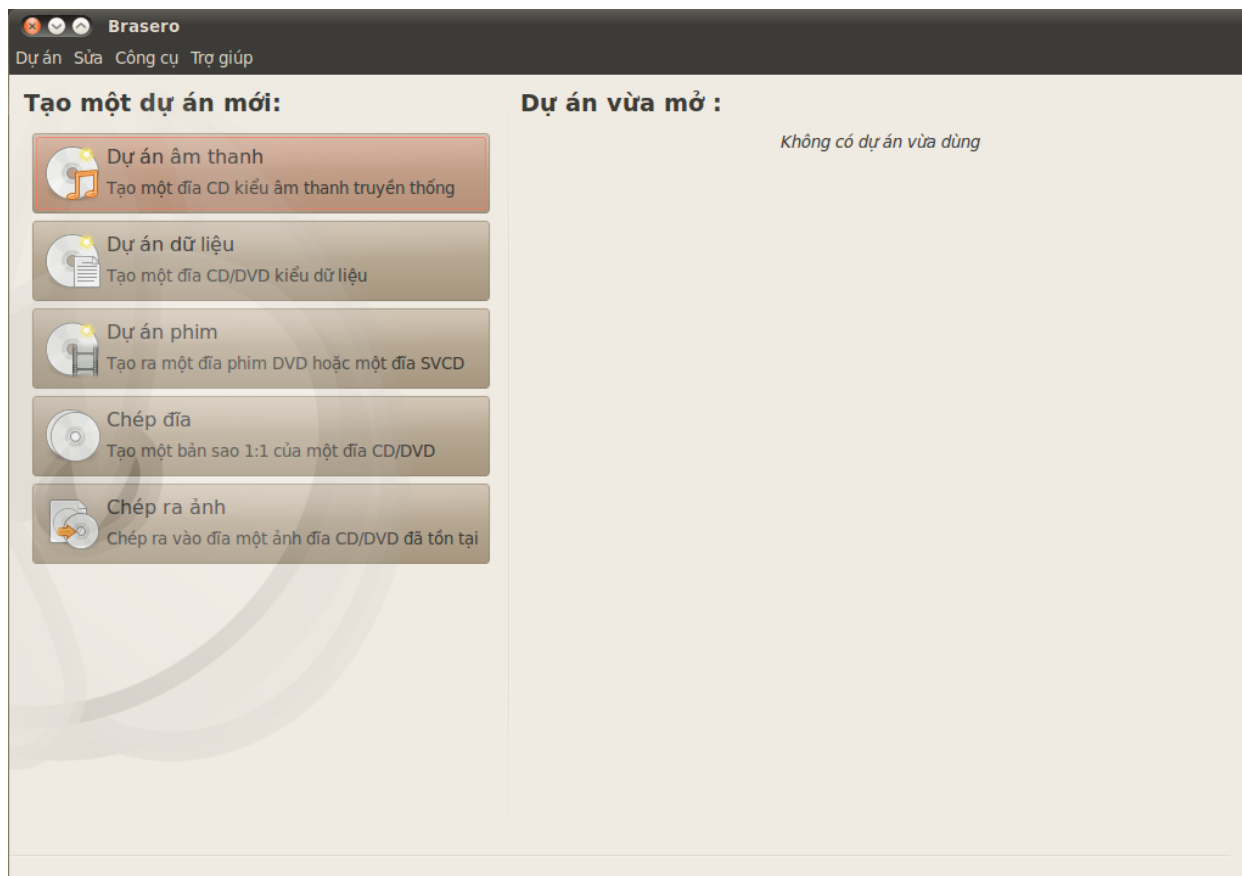 Brasero
Dự án Sửa Công cụ Trợ giúp
Tạo một dự án mới:
Dự án âm thanh
Tạo một đĩa CD kiểu âm thanh truyền thống
Dự án dữ liệu
Tạo một đĩa CD/DVD kiểu dữ liệu
Dự án phim
Tạo ra một đĩa phim DVD hoặc một đĩa SVCD
Chép đĩa
Tạo một bản sao 1:1 của một đĩa CD/DVD
Chép ra ảnh
Chép ra vào đĩa một ảnh đĩa CD/DVD đã tồn tại
Dự án vừa mở :
Không có dự án vừa dùng